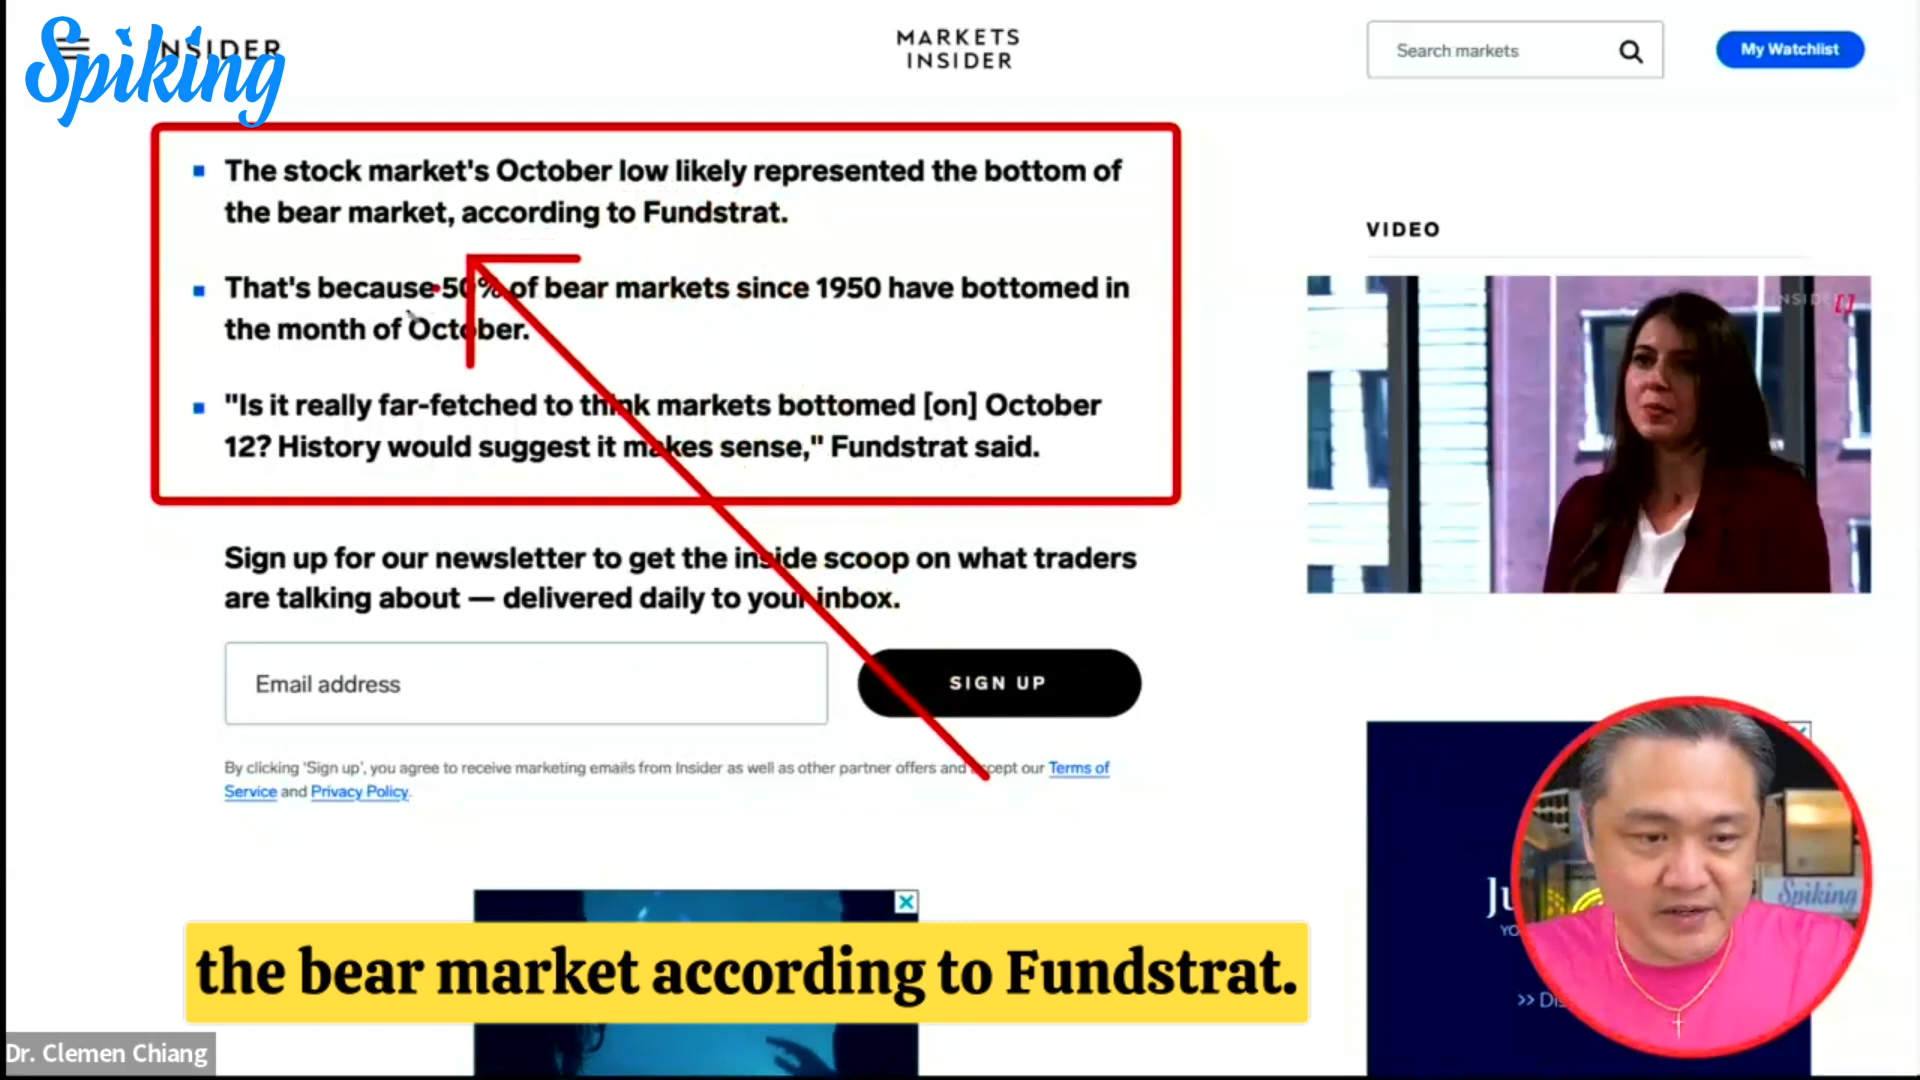 Spiking
INSIDER
MARKETS
INSIDER
Search markets
My Watchlist
The stock market's October low likely represented the bottom of
the bear market, according to Fundstrat.
That's because 50% of bear markets since 1950 have bottomed in
the month of October.
"Is it really far-fetched to think markets bottomed [on] October
12? History would suggest it makes sense," Fundstrat said.
VIDEO
Sign up for our newsletter to get the inside scoop on what traders
are talking about — delivered daily to your inbox.
Email address
SIGN UP
By clicking 'Sign up', you agree to receive marketing emails from Insider as well as other partner offers and accept our Terms of
Service and Privacy Policy.
Spiking
the bear market according to Fundstrat.
Dr. Clemen Chiang